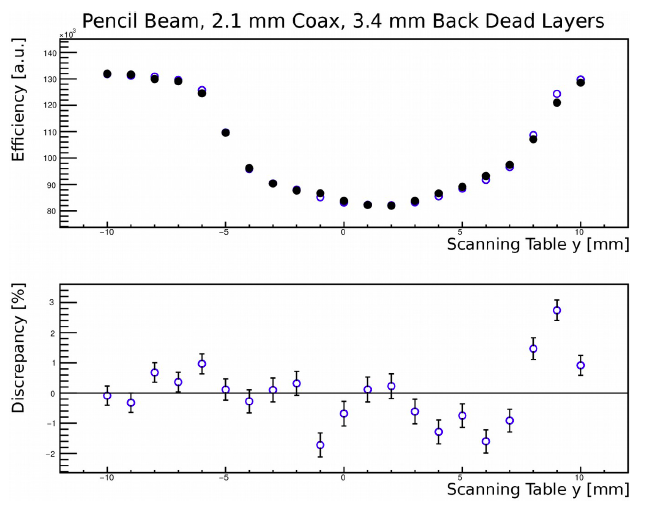 Pencil Beam, 2.1 mm Coax, 3.4 mm Back Dead Layers
×10³
Efficiency [a.u.]
140
130
120
110
100
90
80
−10 −5 0 5 10
Scanning Table y [mm]
Discrepancy [%]
3
2
1
0
−1
−2
−10 −5 0 5 10
Scanning Table y [mm]